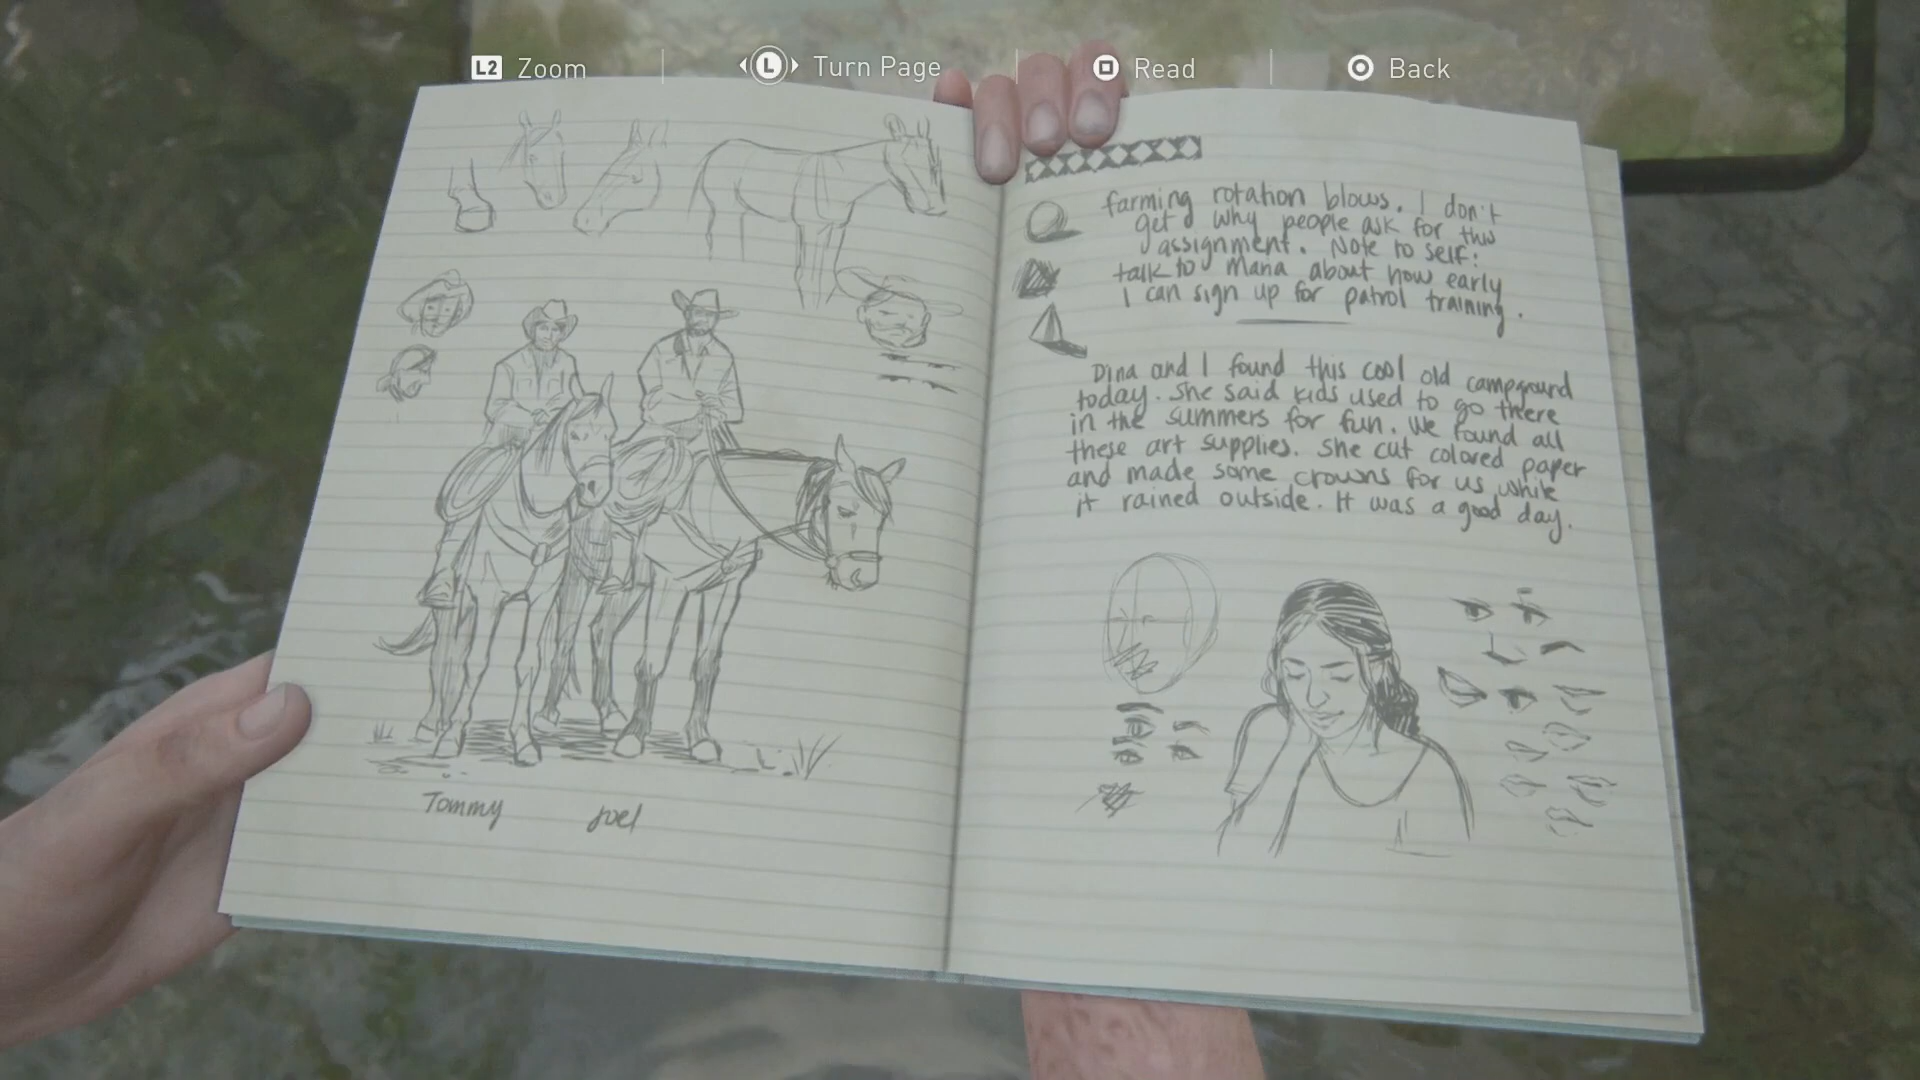 L2 Zoom
L Turn Page
Read
Back
farming rotation blows. I don't
get why people ask for this
assignment. Note to self:
talk to Maria about how early
I can sign up for patrol training.
Dina and I found this cool old campground
today. She said kids used to go there
in the summers for fun. We found all
these art supplies. She cut colored paper
and made some crowns for us while
it rained outside. It was a good day.
Tommy Joel